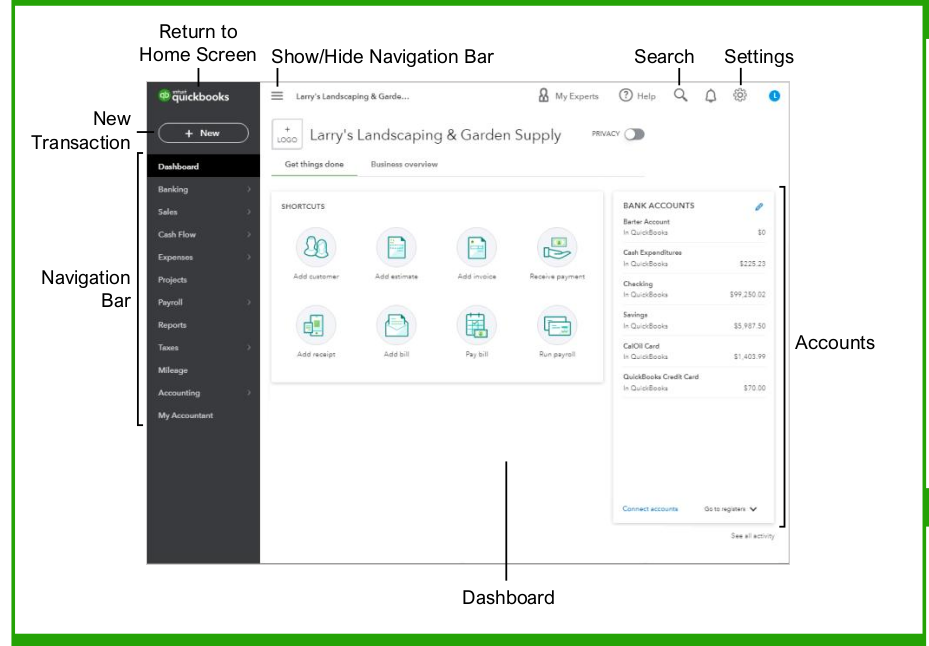 Return to
Home Screen
Show/Hide Navigation Bar
Search
Settings
intuit
quickbooks
Larry's Landscaping & Garde...
My Experts
Help
L
New
Transaction
+ New
+
LOGO
Larry's Landscaping & Garden Supply
PRIVACY
Get things done
Business overview
Navigation
Bar
Dashboard
Banking
Sales
Cash Flow
Expenses
Projects
Payroll
Reports
Taxes
Mileage
Accounting
My Accountant
SHORTCUTS
Add customer
Add estimate
Add invoice
Receive payment
Add receipt
Add bill
Pay bill
Run payroll
BANK ACCOUNTS
Barter Account
In QuickBooks $0
Cash Expenditures
In QuickBooks $225.23
Checking
In QuickBooks $99,250.02
Savings
In QuickBooks $5,987.50
CalOil Card
In QuickBooks $1,403.99
QuickBooks Credit Card
In QuickBooks $70.00
Connect accounts
Go to registers
See all activity
Accounts
Dashboard